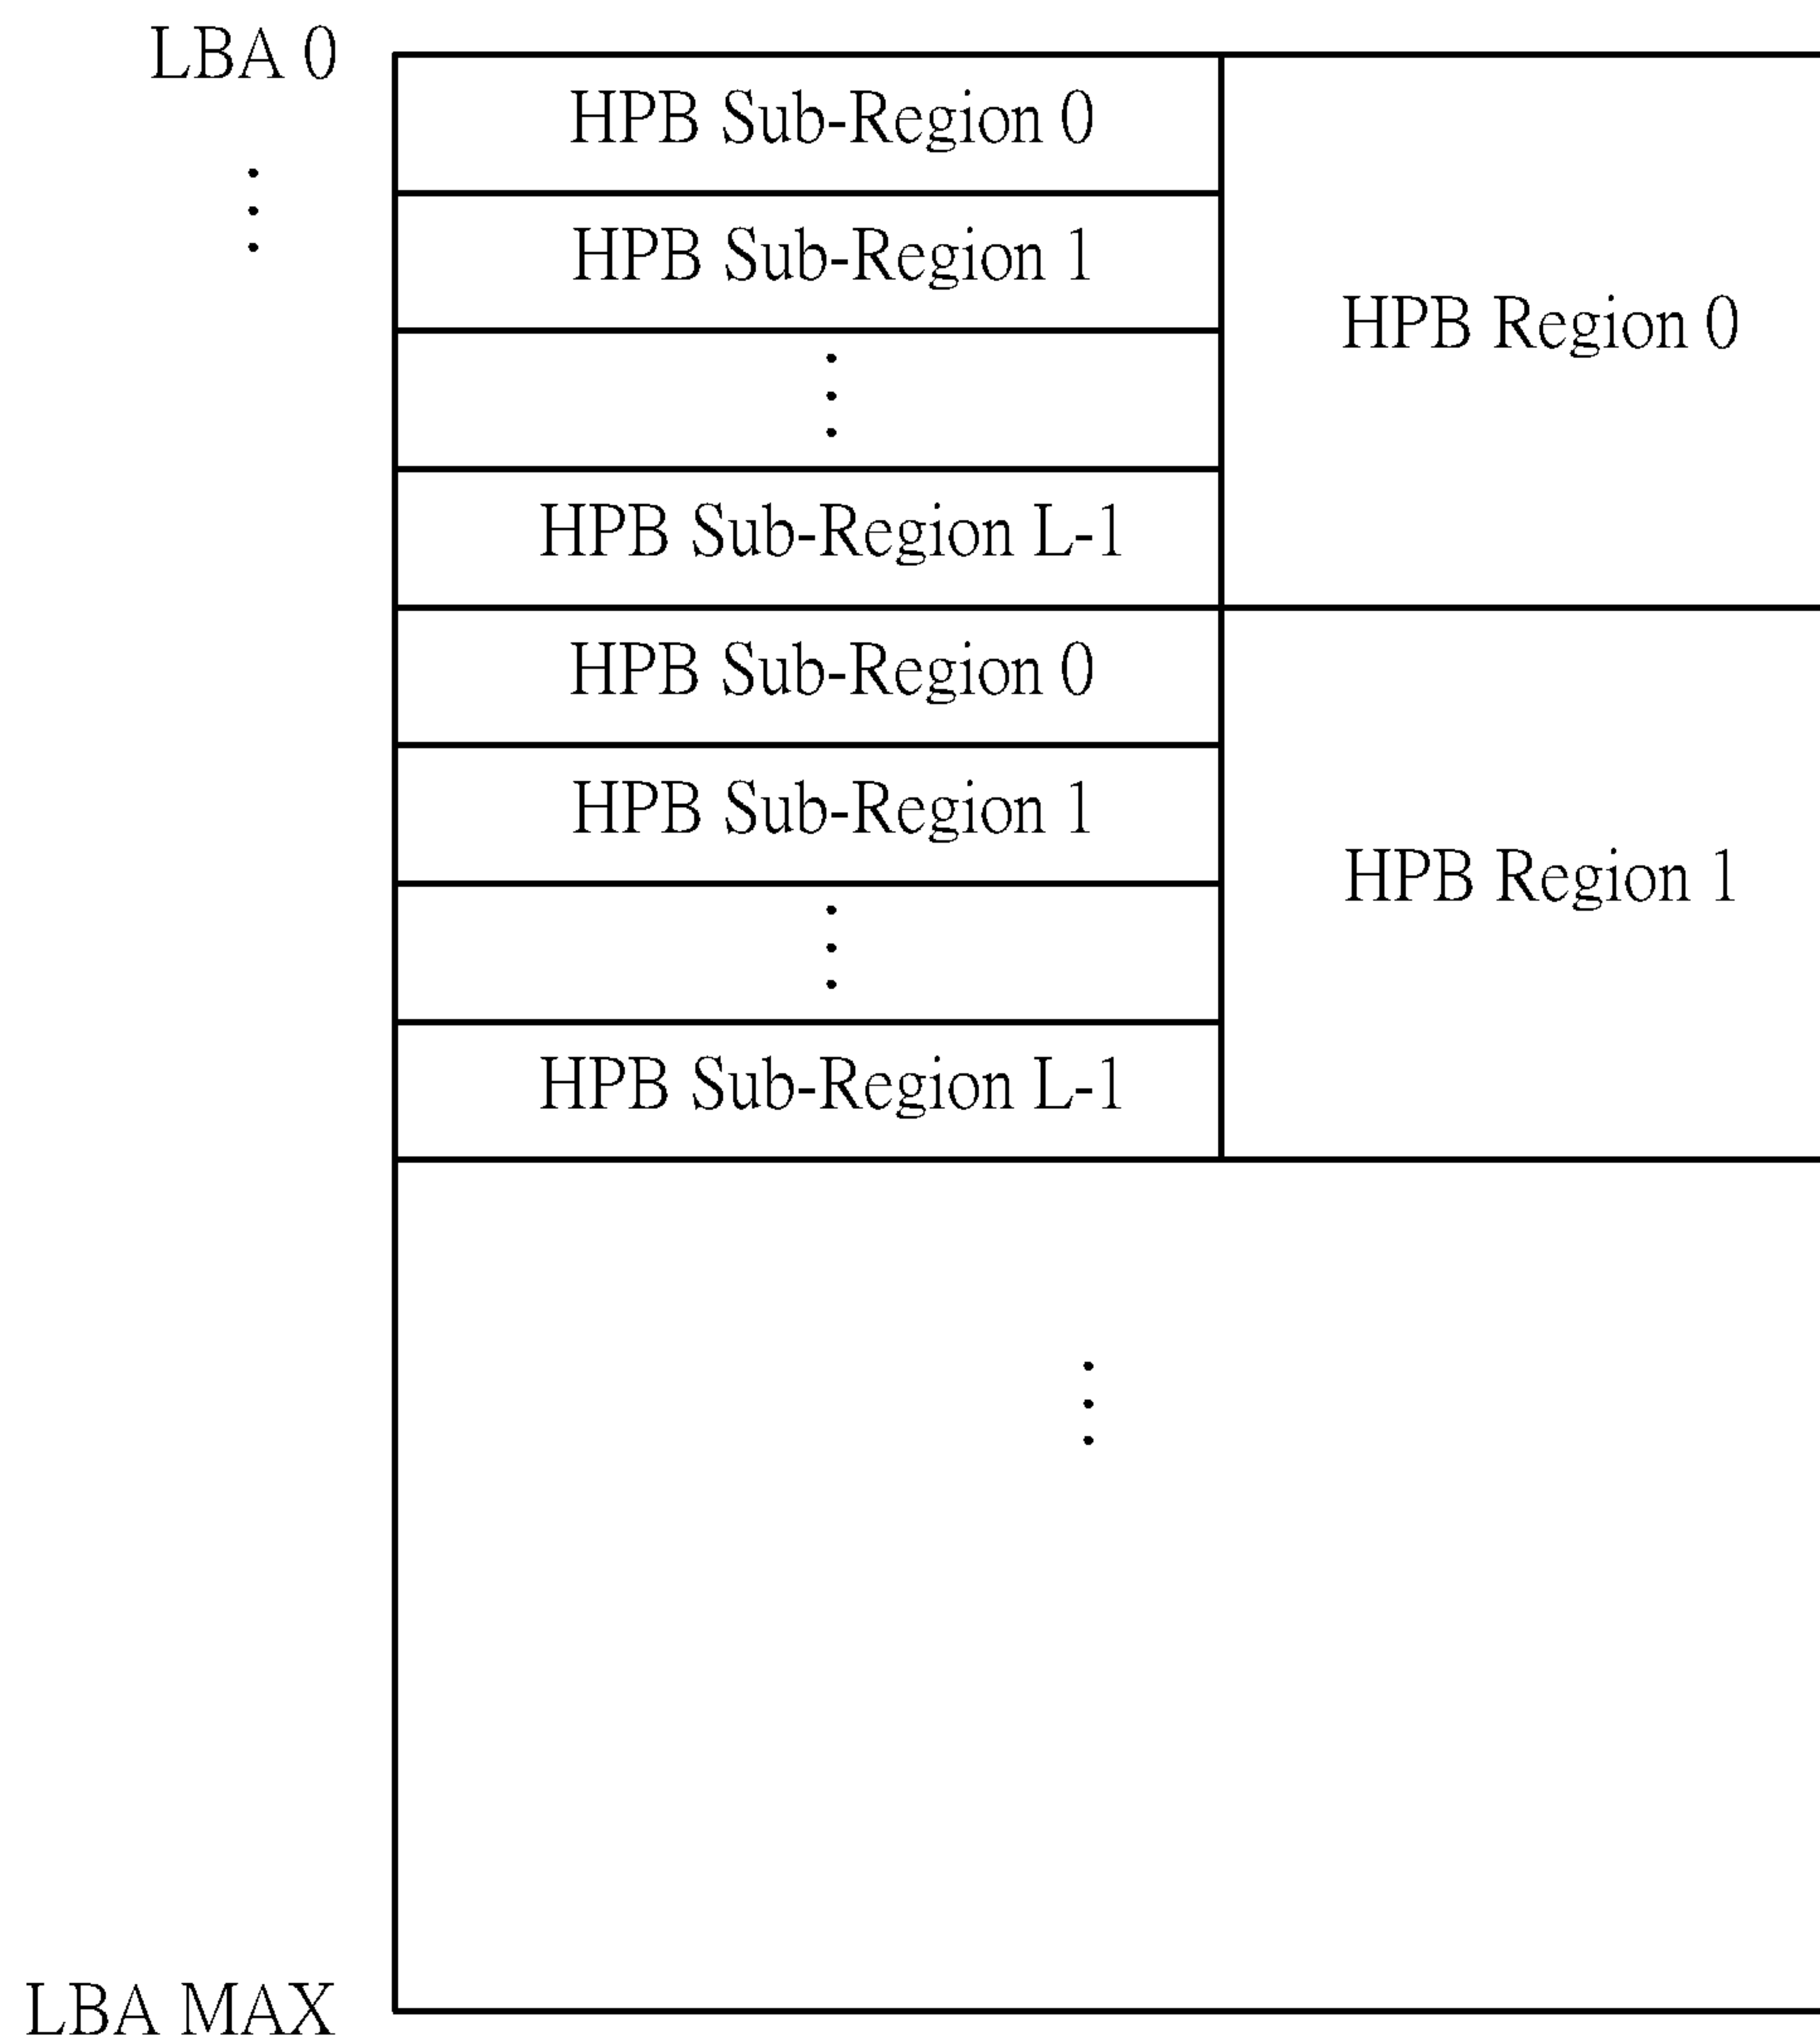 LBA 0
HPB Sub-Region 0
HPB Sub-Region 1
HPB Region 0
HPB Sub-Region L-1
HPB Sub-Region 0
HPB Sub-Region 1
HPB Region 1
HPB Sub-Region L-1
LBA MAX